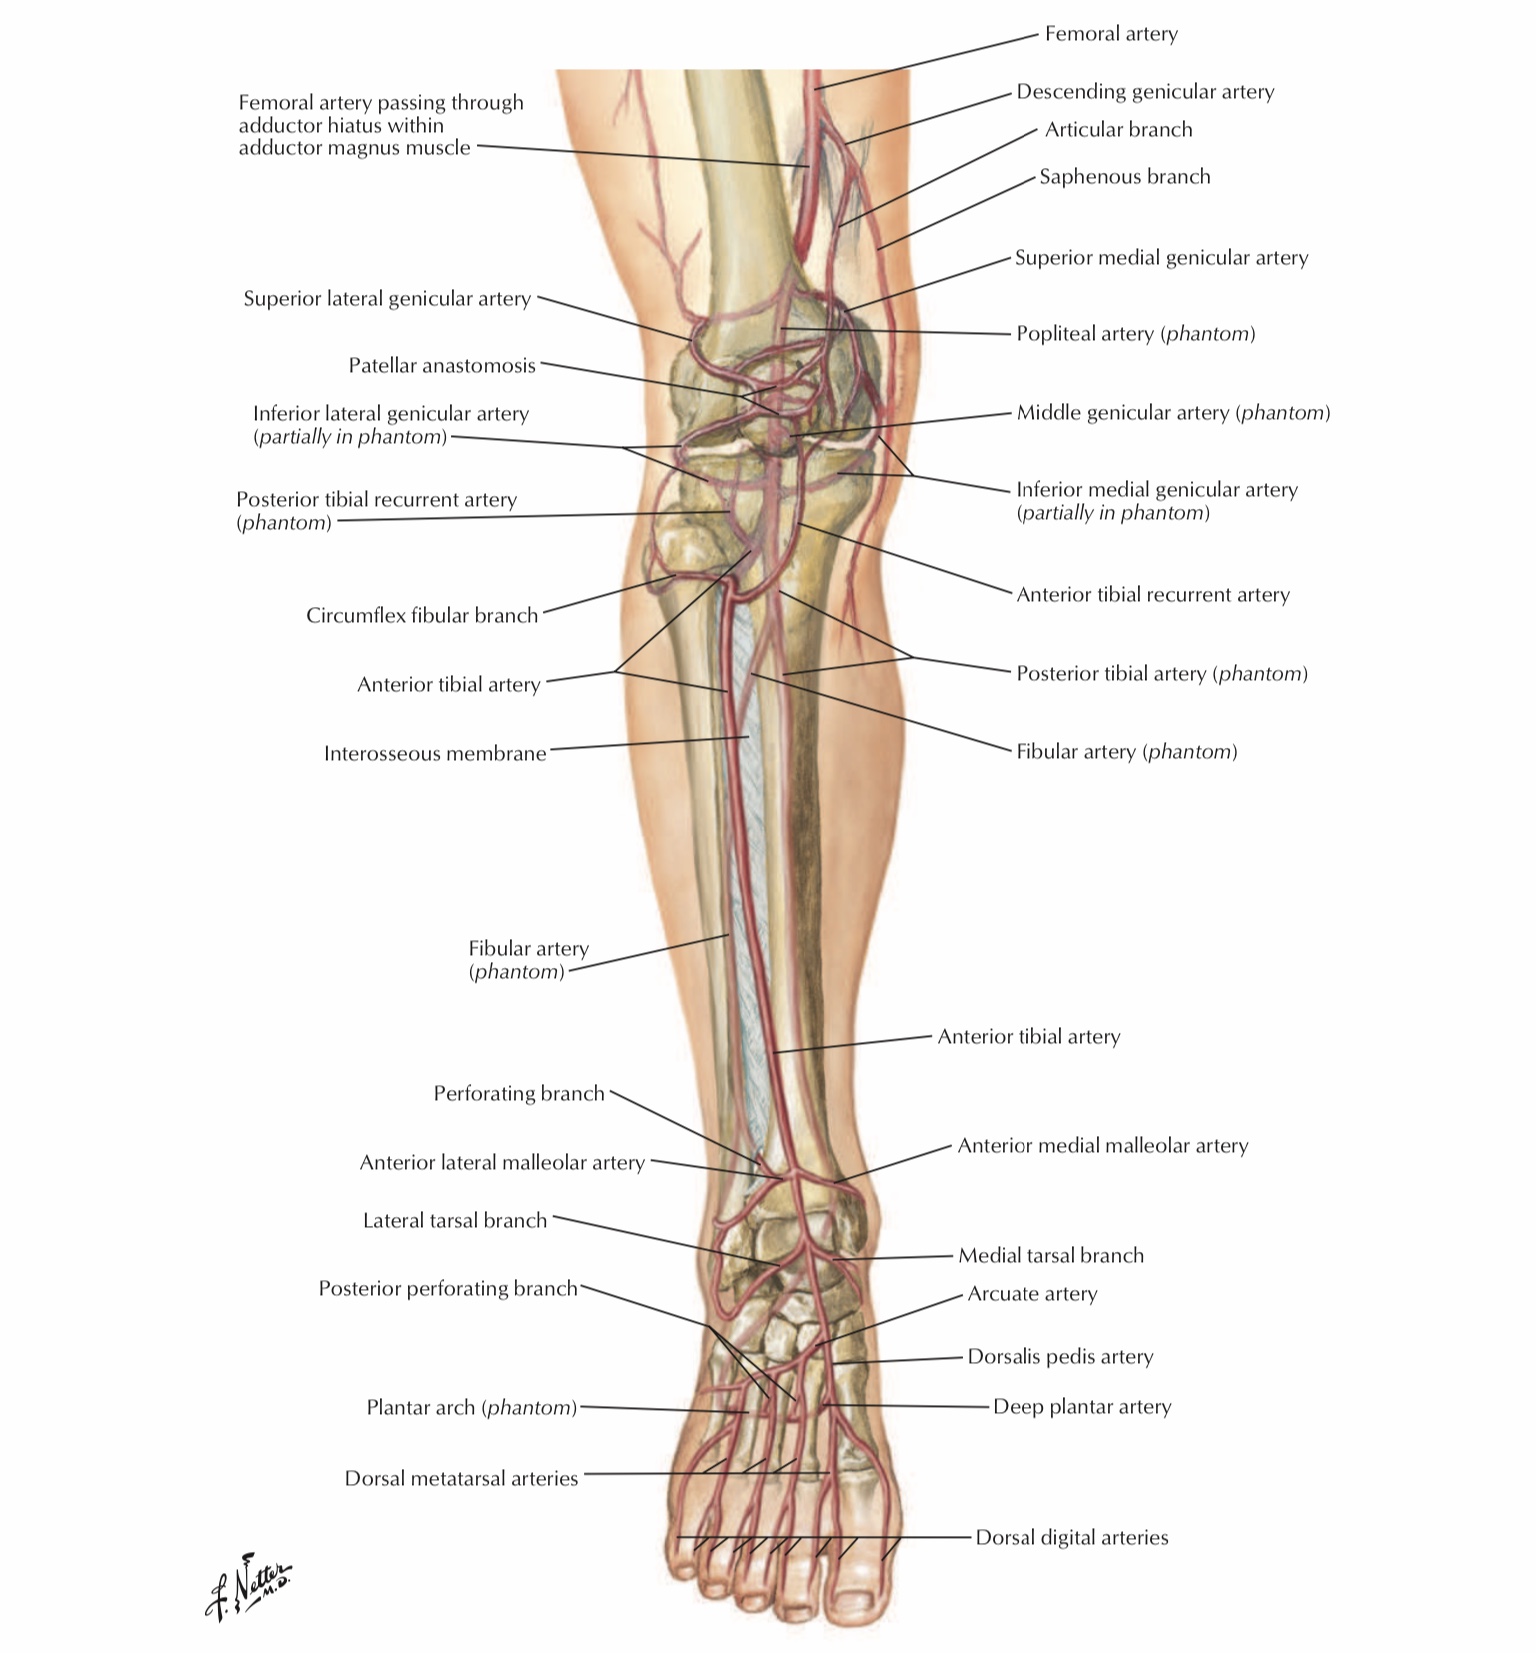 Femoral artery
Femoral artery passing through
adductor hiatus within
adductor magnus muscle
Descending genicular artery
Articular branch
Saphenous branch
Superior medial genicular artery
Superior lateral genicular artery
Popliteal artery (phantom)
Patellar anastomosis
Inferior lateral genicular artery
(partially in phantom)
Middle genicular artery (phantom)
Posterior tibial recurrent artery
(phantom)
Inferior medial genicular artery
(partially in phantom)
Circumflex fibular branch
Anterior tibial recurrent artery
Anterior tibial artery
Posterior tibial artery (phantom)
Interosseous membrane
Fibular artery (phantom)
Fibular artery
(phantom)
Anterior tibial artery
Perforating branch
Anterior medial malleolar artery
Anterior lateral malleolar artery
Lateral tarsal branch
Medial tarsal branch
Posterior perforating branch
Arcuate artery
Dorsalis pedis artery
Plantar arch (phantom)
Deep plantar artery
Dorsal metatarsal arteries
Dorsal digital arteries
F. Netter
M.D.